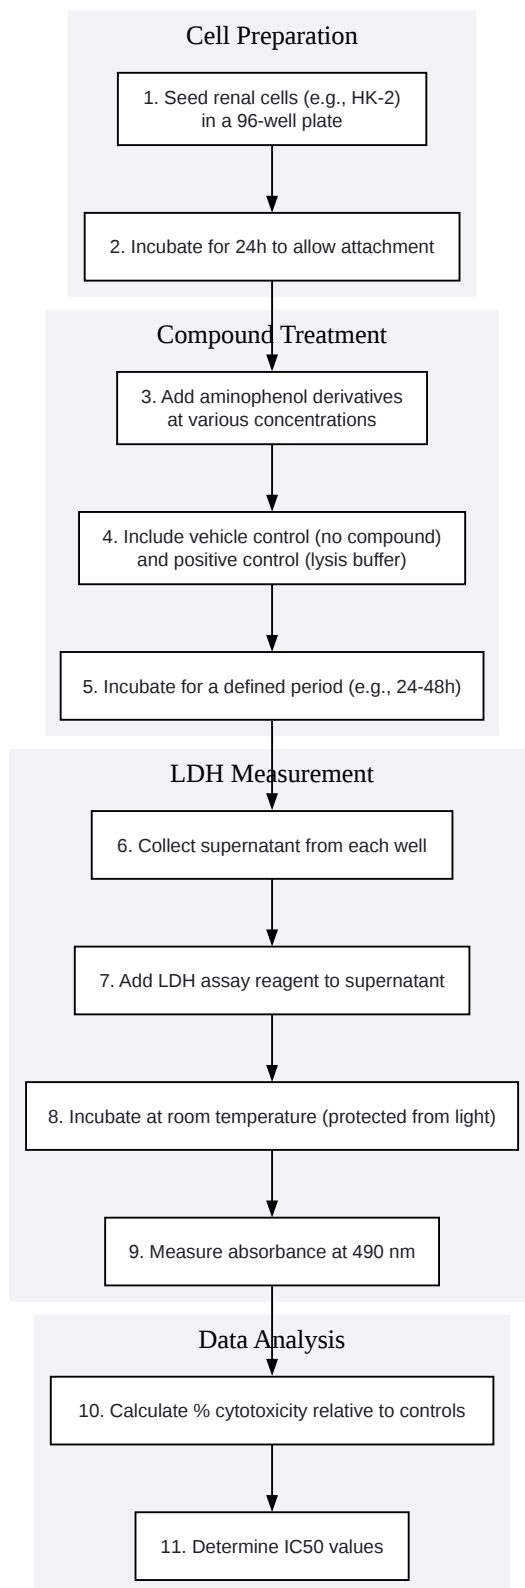 Cell Preparation
1. Seed renal cells (e.g., HK-2)
in a 96-well plate
2. Incubate for 24h to allow attachment
Compound Treatment
3. Add aminophenol derivatives
at various concentrations
4. Include vehicle control (no compound)
and positive control (lysis buffer)
5. Incubate for a defined period (e.g., 24-48h)
LDH Measurement
6. Collect supernatant from each well
7. Add LDH assay reagent to supernatant
8. Incubate at room temperature (protected from light)
9. Measure absorbance at 490 nm
Data Analysis
10. Calculate % cytotoxicity relative to controls
11. Determine IC50 values